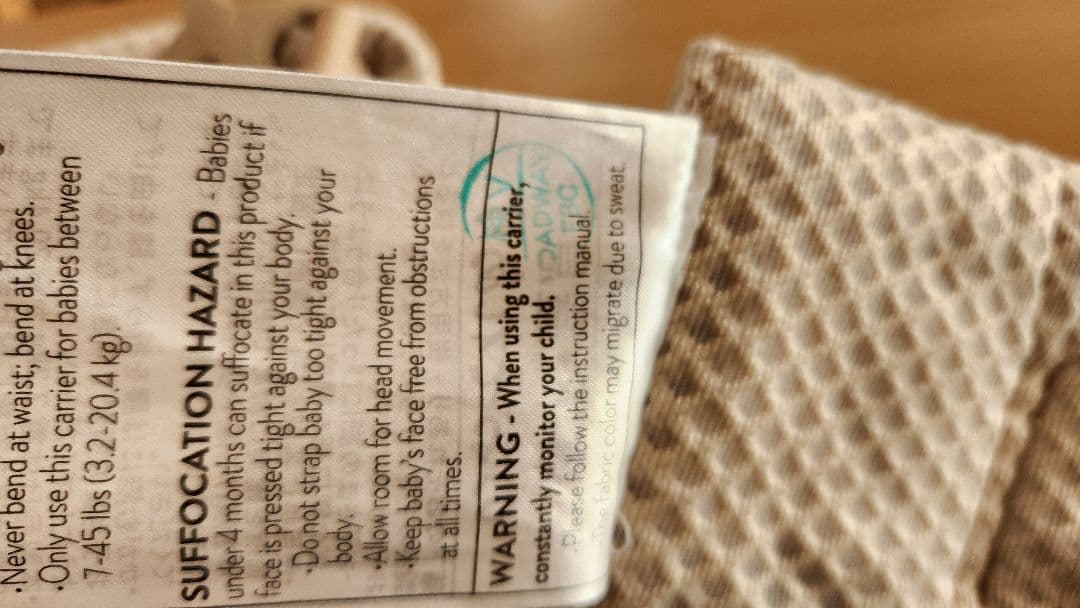 ·Never bend at waist; bend at knees.
·Only use this carrier for babies between
7-45 lbs (3.2-20.4 kg).
SUFFOCATION HAZARD - Babies
under 4 months can suffocate in this product if
face is pressed tight against your body.
·Do not strap baby too tight against your
body.
·Allow room for head movement.
·Keep baby's face free from obstructions
at all times.
WARNING - When using this carrier,
constantly monitor your child.
·Please follow the instruction manual.
The fabric color may migrate due to sweat.